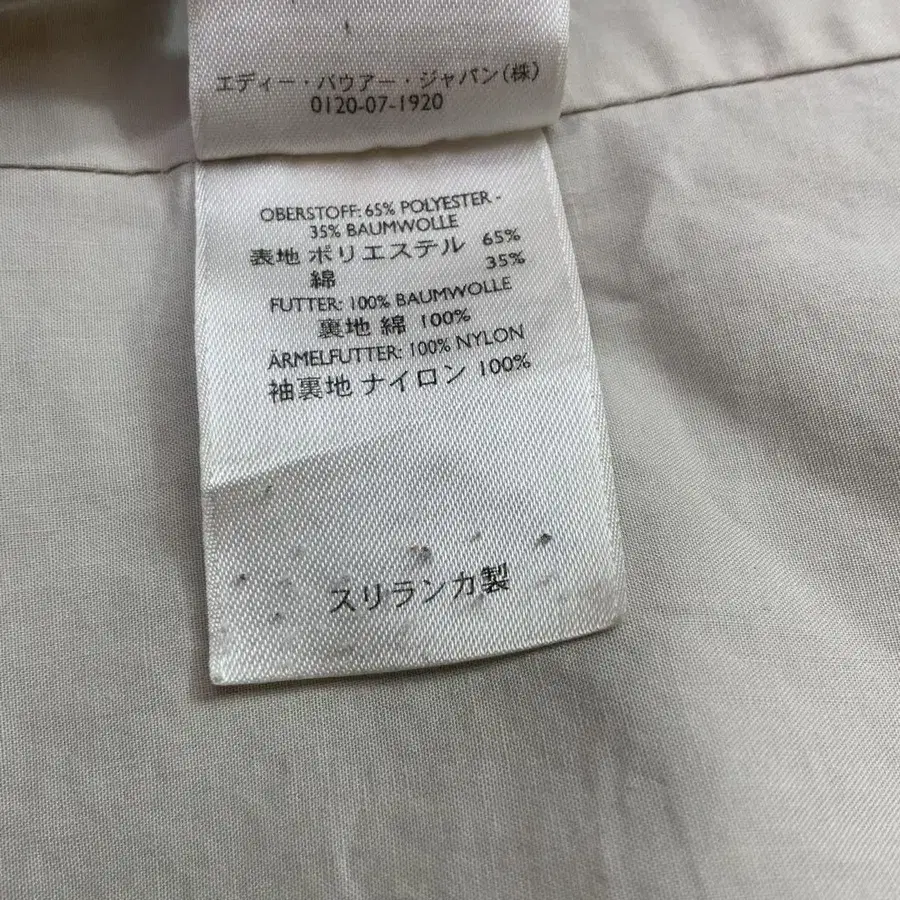 エディー・バウアー・ジャパン(株)
0120-07-1920
OBERSTOFF: 65% POLYESTER -
35% BAUMWOLLE
表地 ポリエステル 65%
綿 35%
FUTTER: 100% BAUMWOLLE
裏地 綿 100%
ÄRMELFUTTER: 100% NYLON
袖裏地 ナイロン 100%
スリランカ製